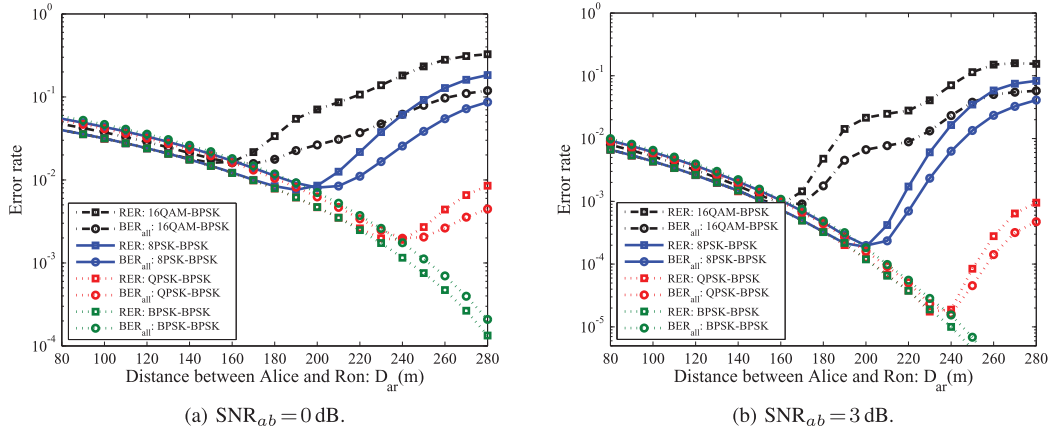 10^0
10^-1
10^-2
10^-3
10^-4
Error rate
RER: 16QAM-BPSK
BER_all: 16QAM-BPSK
RER: 8PSK-BPSK
BER_all: 8PSK-BPSK
RER: QPSK-BPSK
BER_all: QPSK-BPSK
RER: BPSK-BPSK
BER_all: BPSK-BPSK
80 100 120 140 160 180 200 220 240 260 280
Distance between Alice and Ron: D_ar(m)
(a) SNR_ab = 0 dB.
10^0
10^-1
10^-2
10^-3
10^-4
10^-5
Error rate
RER: 16QAM-BPSK
BER_all: 16QAM-BPSK
RER: 8PSK-BPSK
BER_all: 8PSK-BPSK
RER: QPSK-BPSK
BER_all: QPSK-BPSK
RER: BPSK-BPSK
BER_all: BPSK-BPSK
80 100 120 140 160 180 200 220 240 260 280
Distance between Alice and Ron: D_ar(m)
(b) SNR_ab = 3 dB.